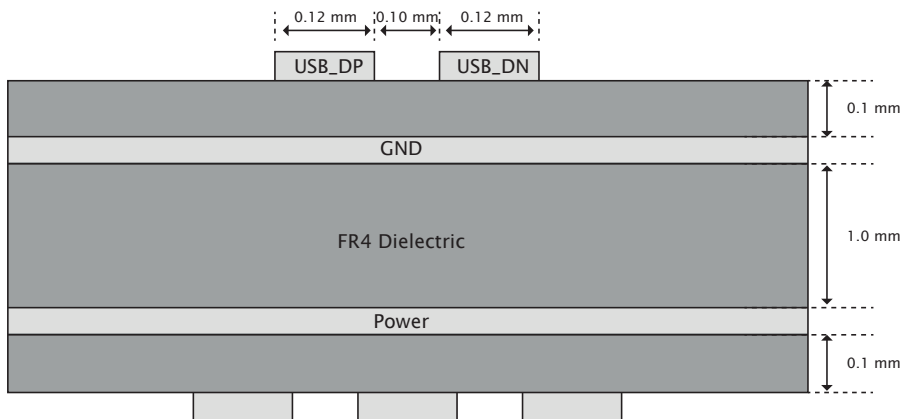 0.12 mm 0.10 mm 0.12 mm
USB_DP USB_DN
0.1 mm
GND
FR4 Dielectric
1.0 mm
Power
0.1 mm